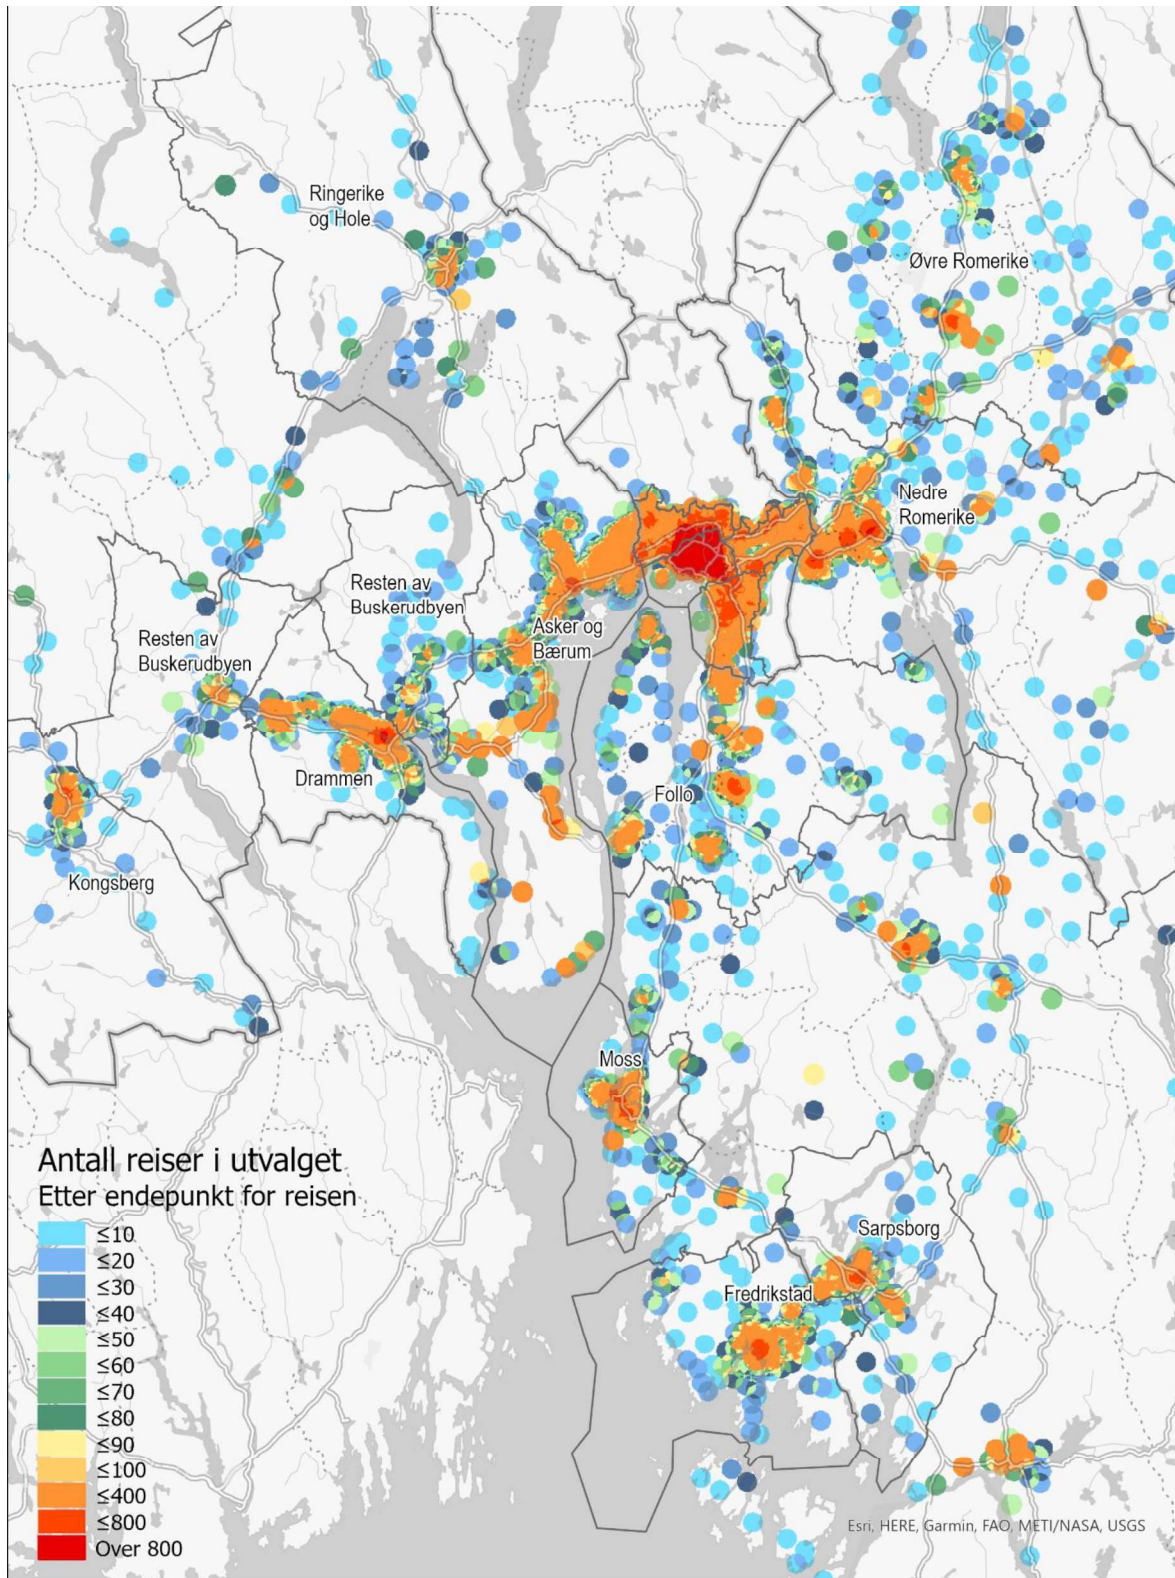 Ringerike
og Hole
Øvre Romerike
Nedre
Romerike
Resten av
Buskerudbyen
Asker og
Bærum
Resten av
Buskerudbyen
Drammen
Follo
Kongsberg
Moss
Sarpsborg
Fredrikstad
Antall reiser i utvalget
Etter endepunkt for reisen
≤10
≤20
≤30
≤40
≤50
≤60
≤70
≤80
≤90
≤100
≤400
≤800
Over 800
Esri, HERE, Garmin, FAO, METI/NASA, USGS